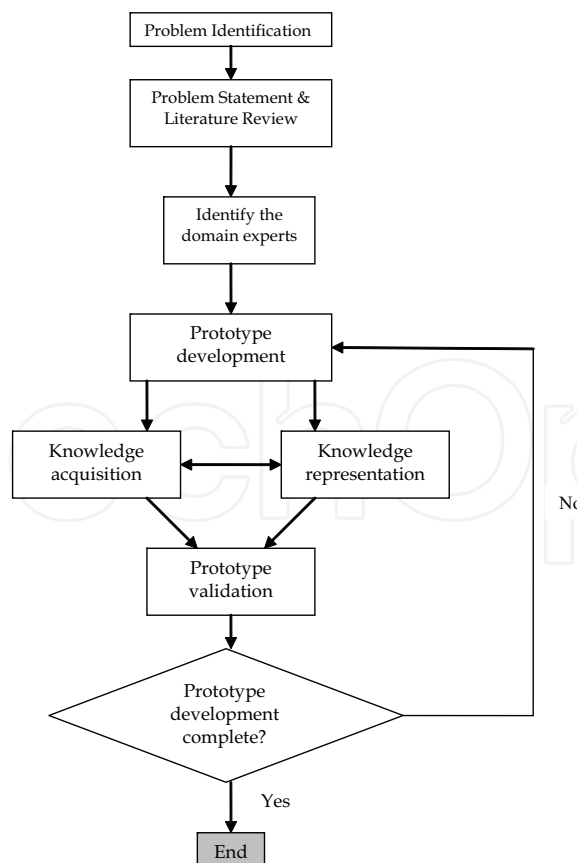 Problem Identification
Problem Statement &
Literature Review
Identify the
domain experts
Prototype
development
Knowledge
acquisition
Knowledge
representation
No
Prototype
validation
Prototype
development
complete?
Yes
End